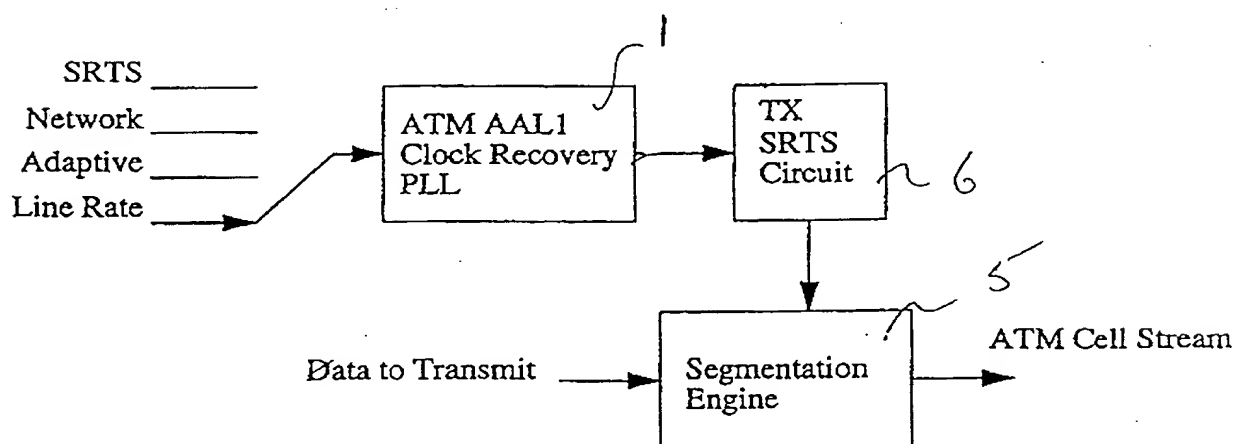 1
SRTS
Network
Adaptive
Line Rate
ATM AAL1
Clock Recovery
PLL
TX
SRTS
Circuit
6
5
Data to Transmit
Segmentation
Engine
ATM Cell Stream